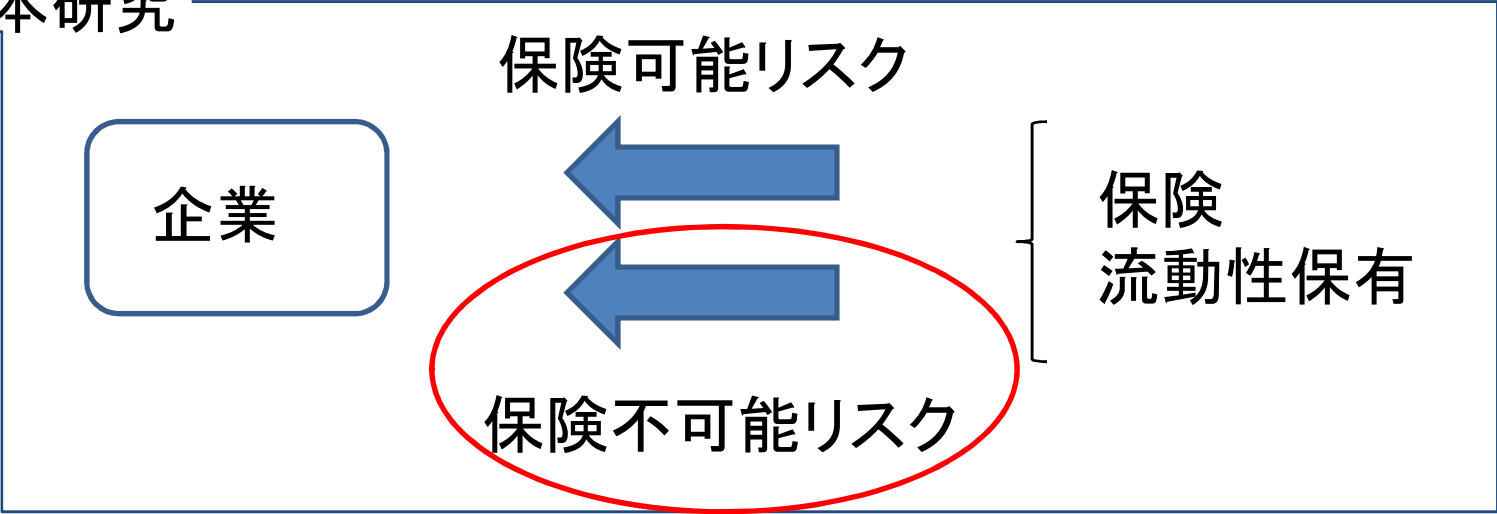 本研究
保険可能リスク
企業
保険
流動性保有
保険不可能リスク